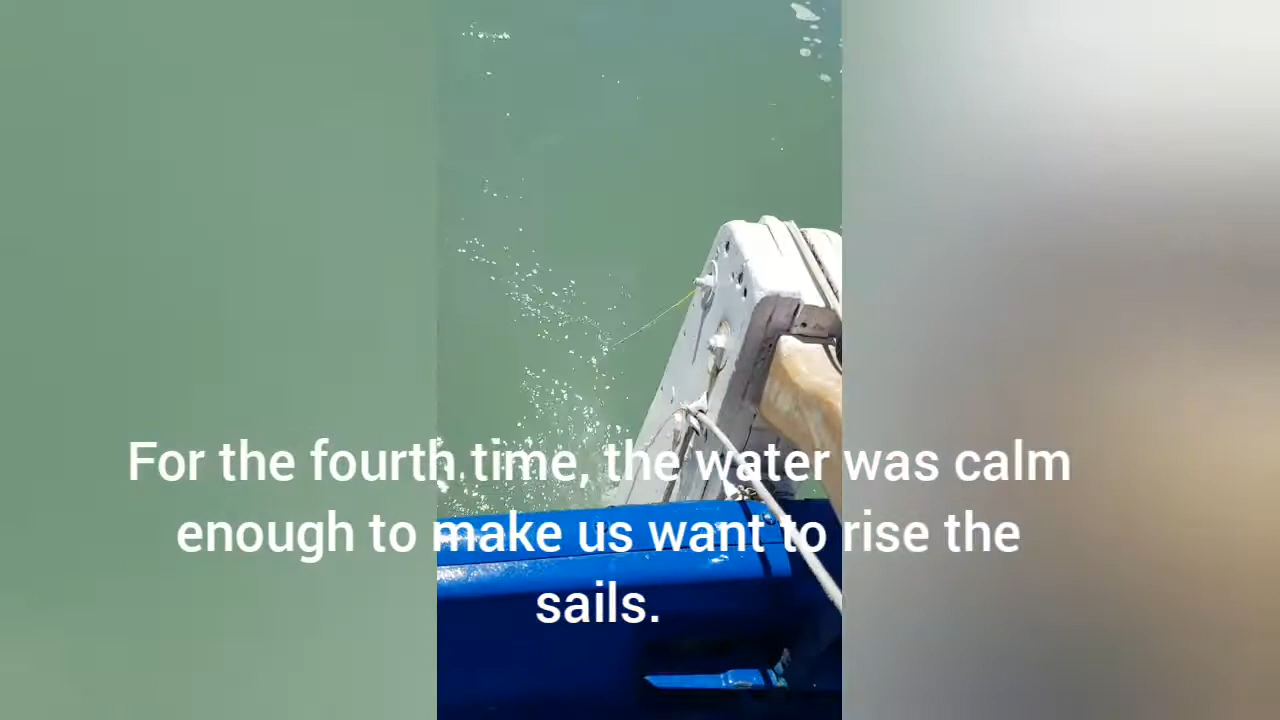 For the fourth time, the water was calm
enough to make us want to rise the
sails.